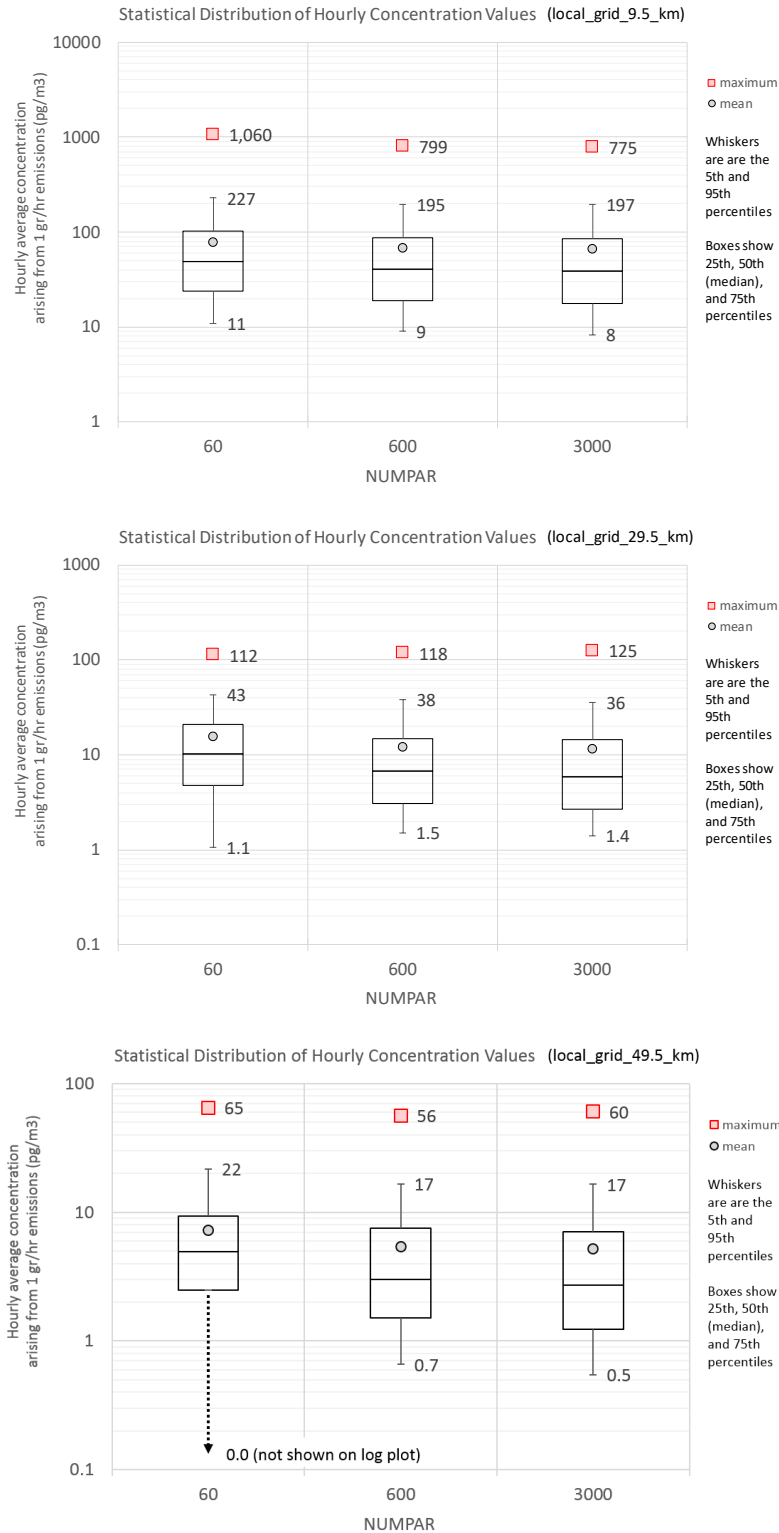 Statistical Distribution of Hourly Concentration Values (local_grid_9.5_km)
Hourly average concentration
arising from 1 gr/hr emissions (pg/m3)
10000
1000
100
10
1
1,060
227
11
799
195
9
775
197
8
60
600
3000
NUMPAR
maximum
mean
Whiskers
are are the
5th and
95th
percentiles
Boxes show
25th, 50th
(median),
and 75th
percentiles
Statistical Distribution of Hourly Concentration Values (local_grid_29.5_km)
Hourly average concentration
arising from 1 gr/hr emissions (pg/m3)
1000
100
10
1
0.1
112
43
1.1
118
38
1.5
125
36
1.4
60
600
3000
NUMPAR
maximum
mean
Whiskers
are are the
5th and
95th
percentiles
Boxes show
25th, 50th
(median),
and 75th
percentiles
Statistical Distribution of Hourly Concentration Values (local_grid_49.5_km)
Hourly average concentration
arising from 1 gr/hr emissions (pg/m3)
100
10
1
0.1
65
22
0.0 (not shown on log plot)
56
17
0.7
60
17
0.5
60
600
3000
NUMPAR
maximum
mean
Whiskers
are are the
5th and
95th
percentiles
Boxes show
25th, 50th
(median),
and 75th
percentiles